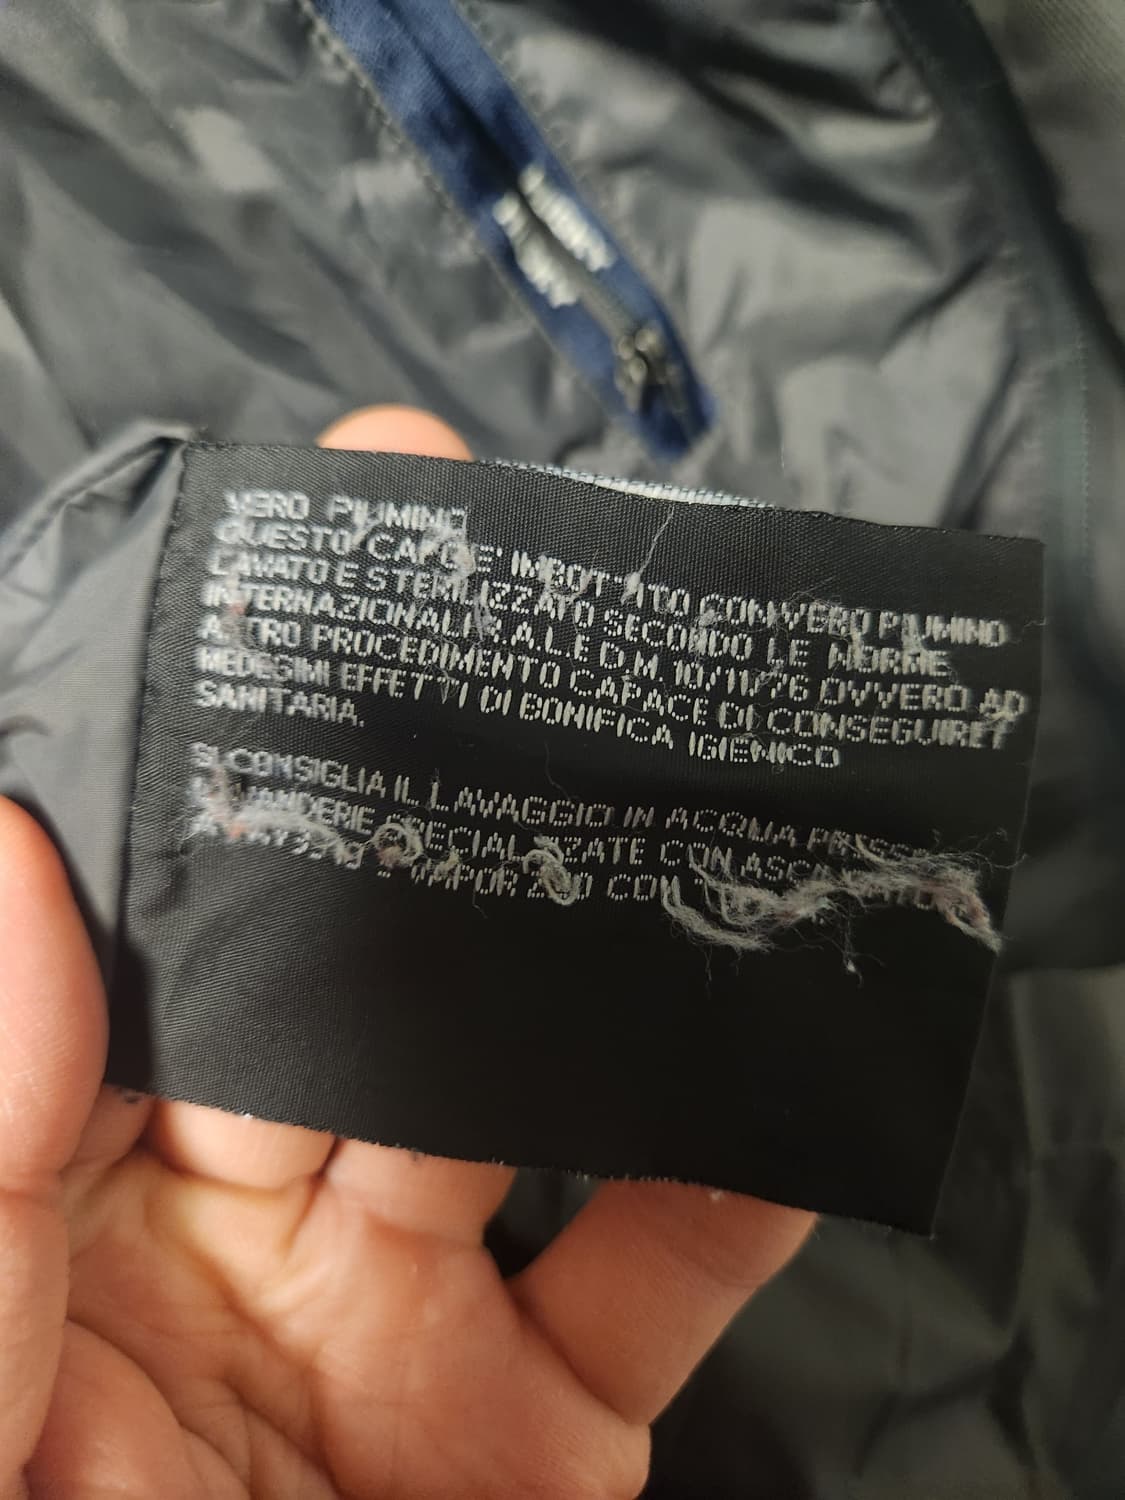 VERO PIUMINO
QUESTO CAPO E' IMBOTTITO CON VERO PIUMINO
LAVATO E STERILIZZATO SECONDO LE NORME
INTERNAZIONALI R.A.L. E D.M. 10/11/76 OVVERO AD
ALTRO PROCEDIMENTO CAPACE DI CONSEGUIRE I
MEDESIMI EFFETTI DI BONIFICA IGIENICO
SANITARIA.
SI CONSIGLIA IL LAVAGGIO IN ACQUA PRESSO
LAVANDERIE SPECIALIZZATE CON
VAPORIZZO CON